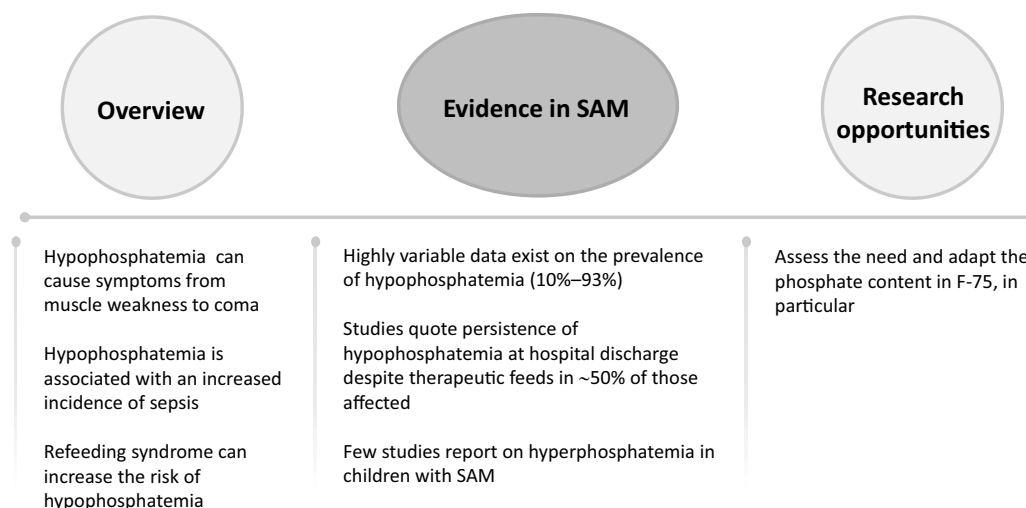 Overview
Evidence in SAM
Research
opportunities
Hypophosphatemia can
cause symptoms from
muscle weakness to coma
Hypophosphatemia is
associated with an increased
incidence of sepsis
Refeeding syndrome can
increase the risk of
hypophosphatemia
Highly variable data exist on the prevalence
of hypophosphatemia (10%–93%)
Studies quote persistence of
hypophosphatemia at hospital discharge
despite therapeutic feeds in ~50% of those
affected
Few studies report on hyperphosphatemia in
children with SAM
Assess the need and adapt the
phosphate content in F-75, in
particular